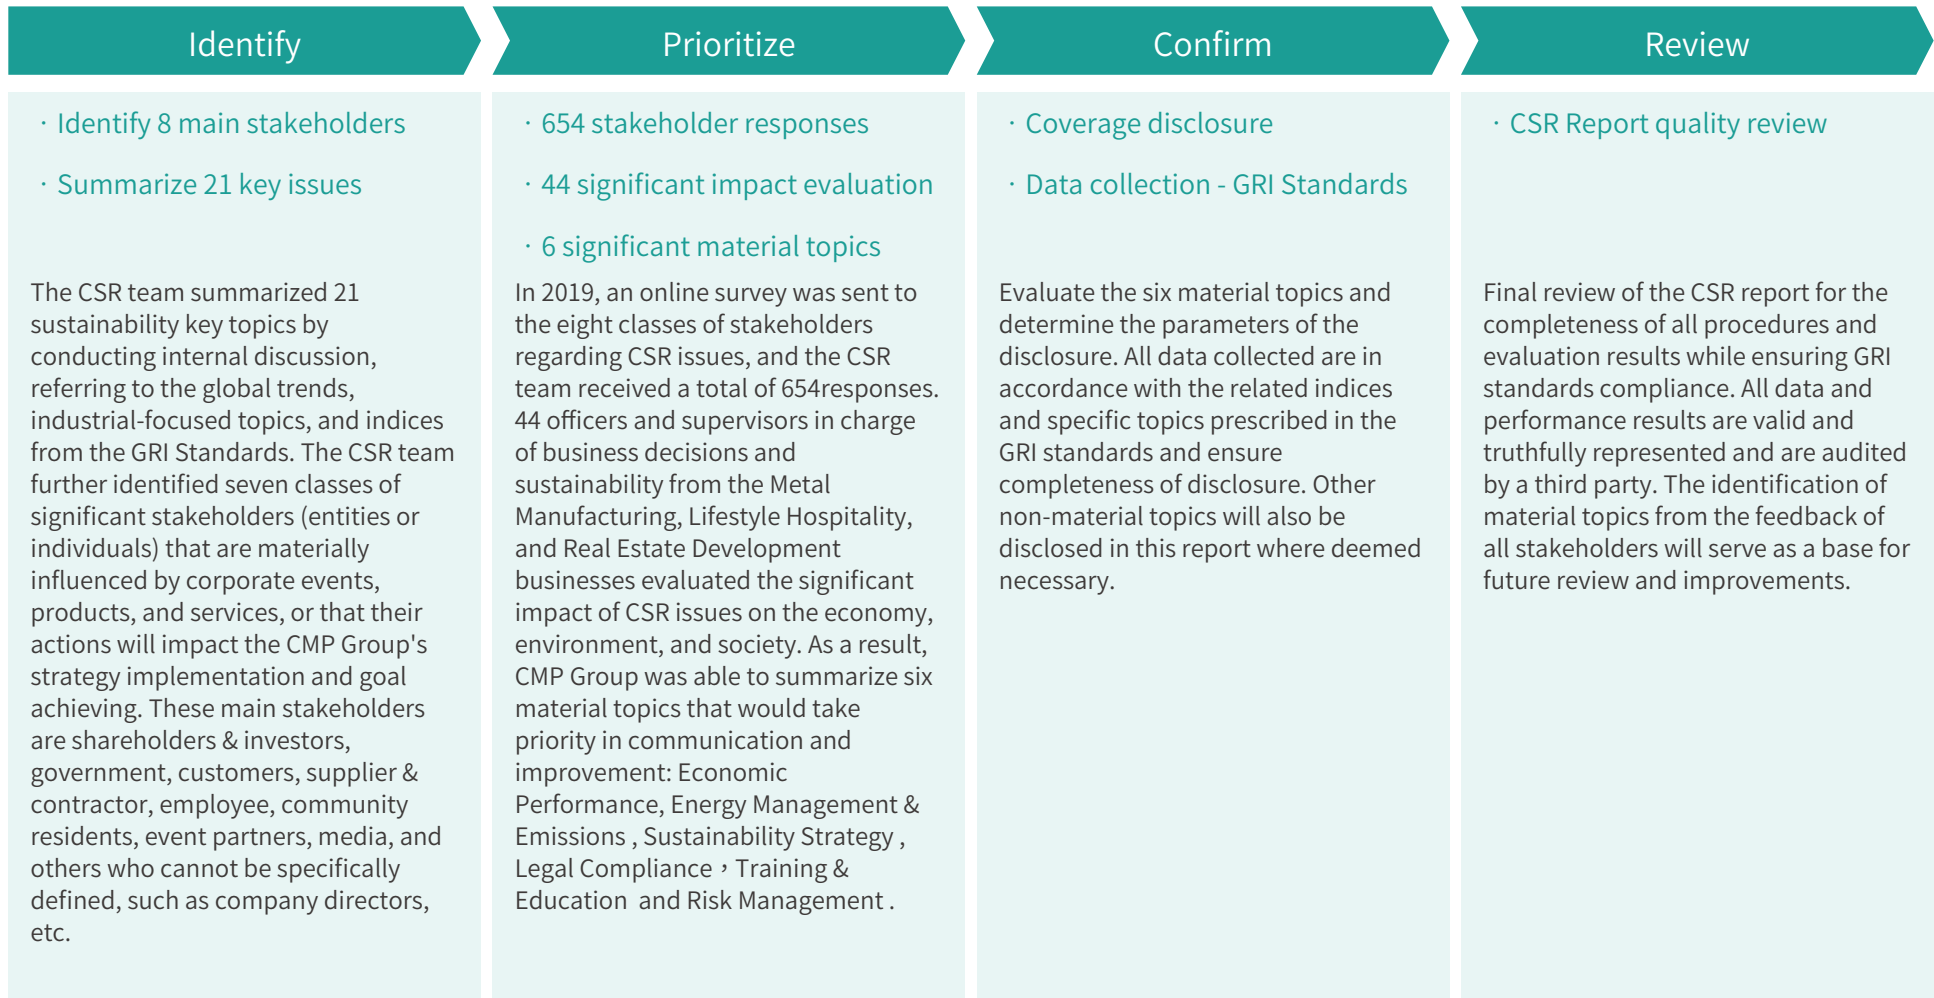 Identify
· Identify 8 main stakeholders
· Summarize 21 key issues
The CSR team summarized 21
sustainability key topics by
conducting internal discussion,
referring to the global trends,
industrial-focused topics, and indices
from the GRI Standards. The CSR team
further identified seven classes of
significant stakeholders (entities or
individuals) that are materially
influenced by corporate events,
products, and services, or that their
actions will impact the CMP Group's
strategy implementation and goal
achieving. These main stakeholders
are shareholders & investors,
government, customers, supplier &
contractor, employee, community
residents, event partners, media, and
others who cannot be specifically
defined, such as company directors,
etc.
Prioritize
· 654 stakeholder responses
· 44 significant impact evaluation
· 6 significant material topics
In 2019, an online survey was sent to
the eight classes of stakeholders
regarding CSR issues, and the CSR
team received a total of 654responses.
44 officers and supervisors in charge
of business decisions and
sustainability from the Metal
Manufacturing, Lifestyle Hospitality,
and Real Estate Development
businesses evaluated the significant
impact of CSR issues on the economy,
environment, and society. As a result,
CMP Group was able to summarize six
material topics that would take
priority in communication and
improvement: Economic
Performance, Energy Management &
Emissions , Sustainability Strategy ,
Legal Compliance，Training &
Education  and Risk Management .
Confirm
· Coverage disclosure
· Data collection - GRI Standards
Evaluate the six material topics and
determine the parameters of the
disclosure. All data collected are in
accordance with the related indices
and specific topics prescribed in the
GRI standards and ensure
completeness of disclosure. Other
non-material topics will also be
disclosed in this report where deemed
necessary.
Review
· CSR Report quality review
Final review of the CSR report for the
completeness of all procedures and
evaluation results while ensuring GRI
standards compliance. All data and
performance results are valid and
truthfully represented and are audited
by a third party. The identification of
material topics from the feedback of
all stakeholders will serve as a base for
future review and improvements.